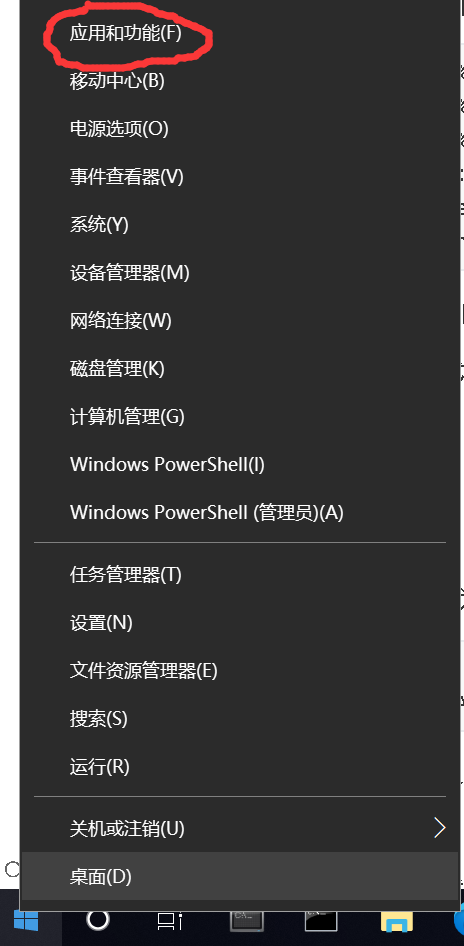 应用和功能(F)
移动中心(B)
电源选项(O)
事件查看器(V)
系统(Y)
设备管理器(M)
网络连接(W)
磁盘管理(K)
计算机管理(G)
Windows PowerShell(I)
Windows PowerShell (管理员)(A)
任务管理器(T)
设置(N)
文件资源管理器(E)
搜索(S)
运行(R)
关机或注销(U)
桌面(D)